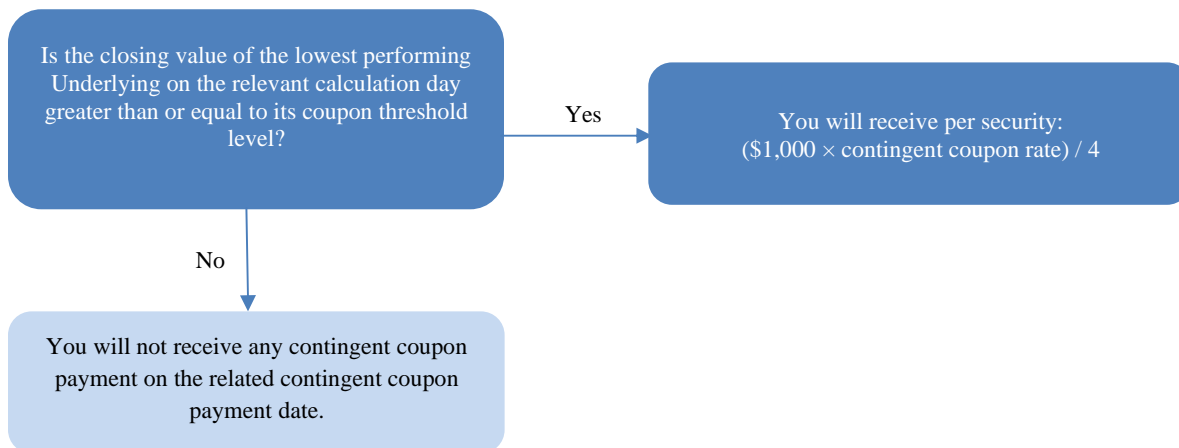 Is the closing value of the lowest performing
Underlying on the relevant calculation day
greater than or equal to its coupon threshold
level?
Yes
You will receive per security:
($1,000 × contingent coupon rate) / 4
No
You will not receive any contingent coupon
payment on the related contingent coupon
payment date.